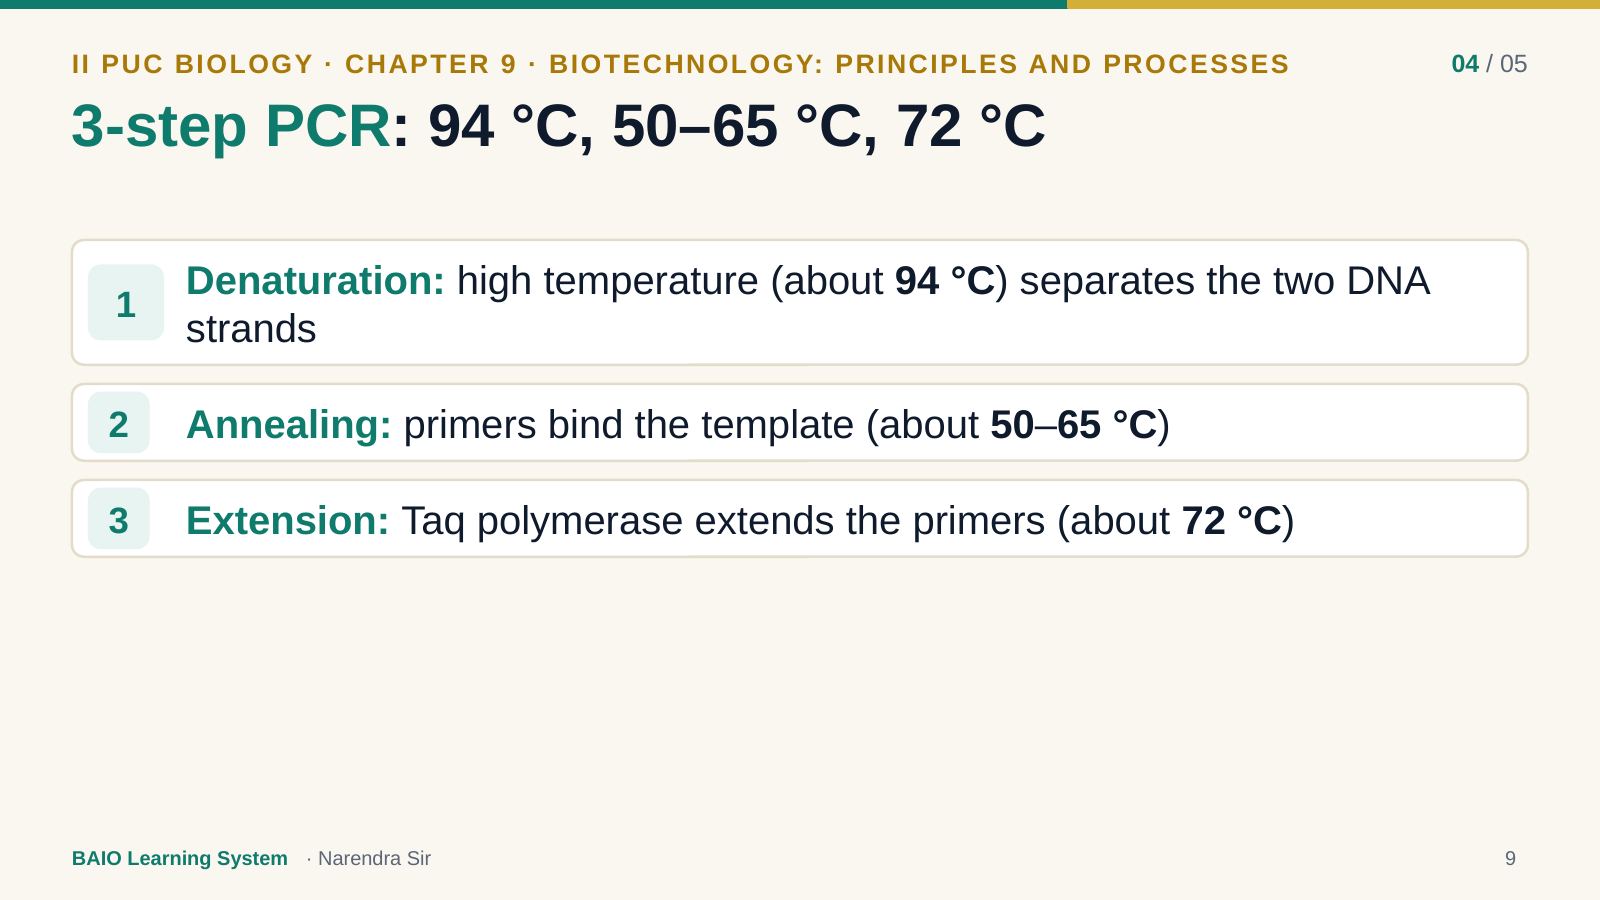 II PUC BIOLOGY · CHAPTER 9 · BIOTECHNOLOGY: PRINCIPLES AND PROCESSES
04 / 05
3-step PCR: 94 °C, 50–65 °C, 72 °C
1
Denaturation: high temperature (about 94 °C) separates the two DNA
strands
2
Annealing: primers bind the template (about 50–65 °C)
3
Extension: Taq polymerase extends the primers (about 72 °C)
BAIO Learning System · Narendra Sir
9